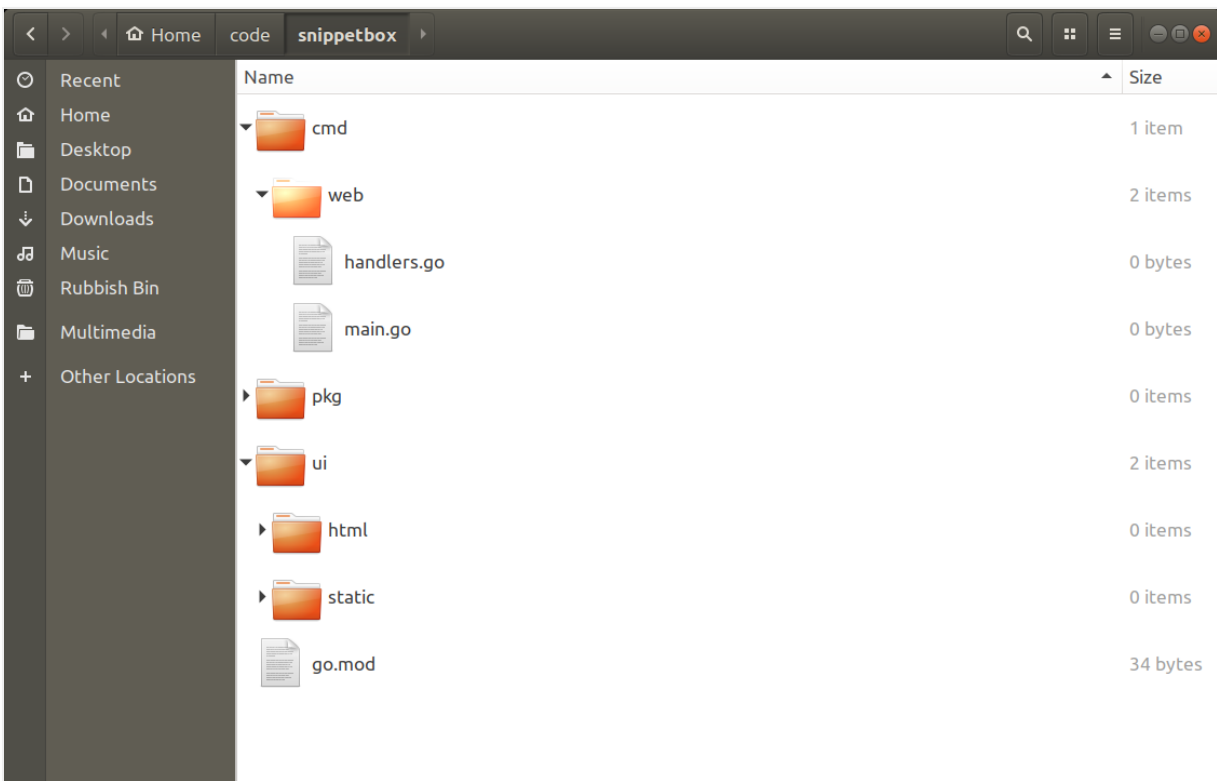 Home code snippetbox
Name Size
Recent
Home
Desktop
Documents
Downloads
Music
Rubbish Bin
Multimedia
+ Other Locations
cmd 1 item
web 2 items
handlers.go 0 bytes
main.go 0 bytes
pkg 0 items
ui 2 items
html 0 items
static 0 items
go.mod 34 bytes